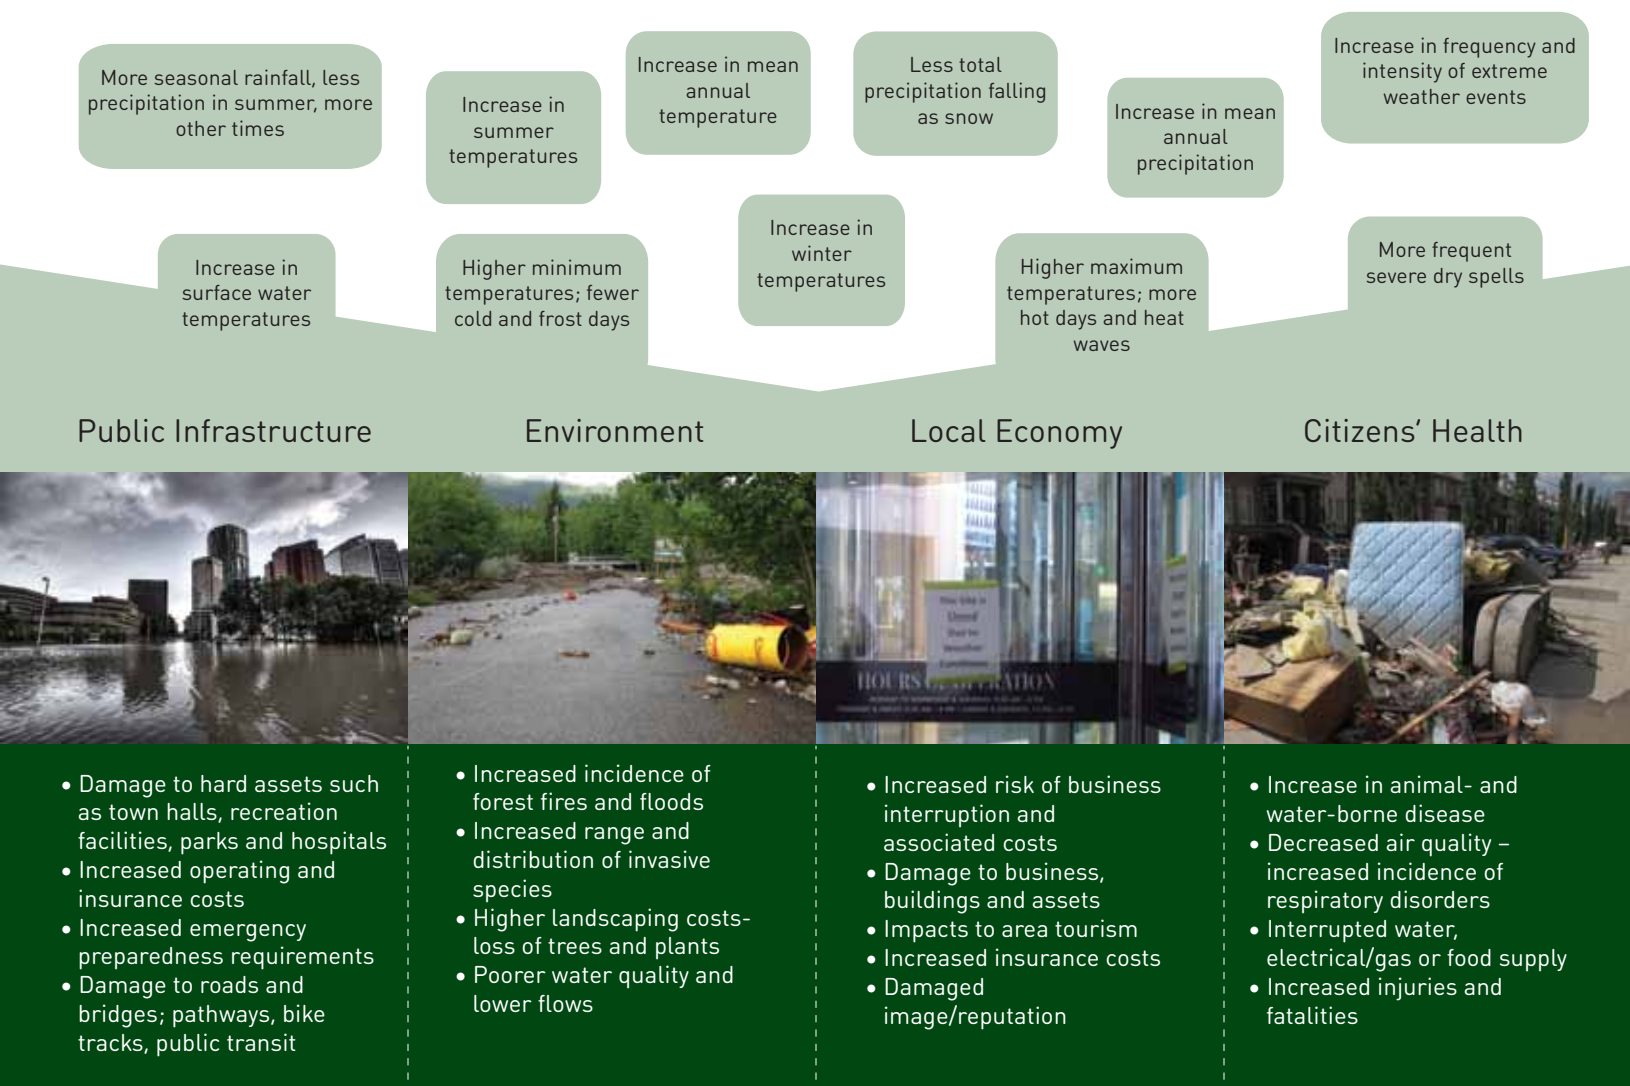 More seasonal rainfall, less
precipitation in summer, more
other times
Increase in
summer
temperatures
Increase in mean
annual
temperature
Less total
precipitation falling
as snow
Increase in mean
annual
precipitation
Increase in frequency and
intensity of extreme
weather events
Increase in
surface water
temperatures
Higher minimum
temperatures; fewer
cold and frost days
Increase in
winter
temperatures
Higher maximum
temperatures; more
hot days and heat
waves
More frequent
severe dry spells
Public Infrastructure
Environment
Local Economy
Citizens’ Health
HOURS OF OPERATION
• Damage to hard assets such
as town halls, recreation
facilities, parks and hospitals
• Increased operating and
insurance costs
• Increased emergency
preparedness requirements
• Damage to roads and
bridges; pathways, bike
tracks, public transit
• Increased incidence of
forest fires and floods
• Increased range and
distribution of invasive
species
• Higher landscaping costs-
loss of trees and plants
• Poorer water quality and
lower flows
• Increased risk of business
interruption and
associated costs
• Damage to business,
buildings and assets
• Impacts to area tourism
• Increased insurance costs
• Damaged
image/reputation
• Increase in animal- and
water-borne disease
• Decreased air quality –
increased incidence of
respiratory disorders
• Interrupted water,
electrical/gas or food supply
• Increased injuries and
fatalities